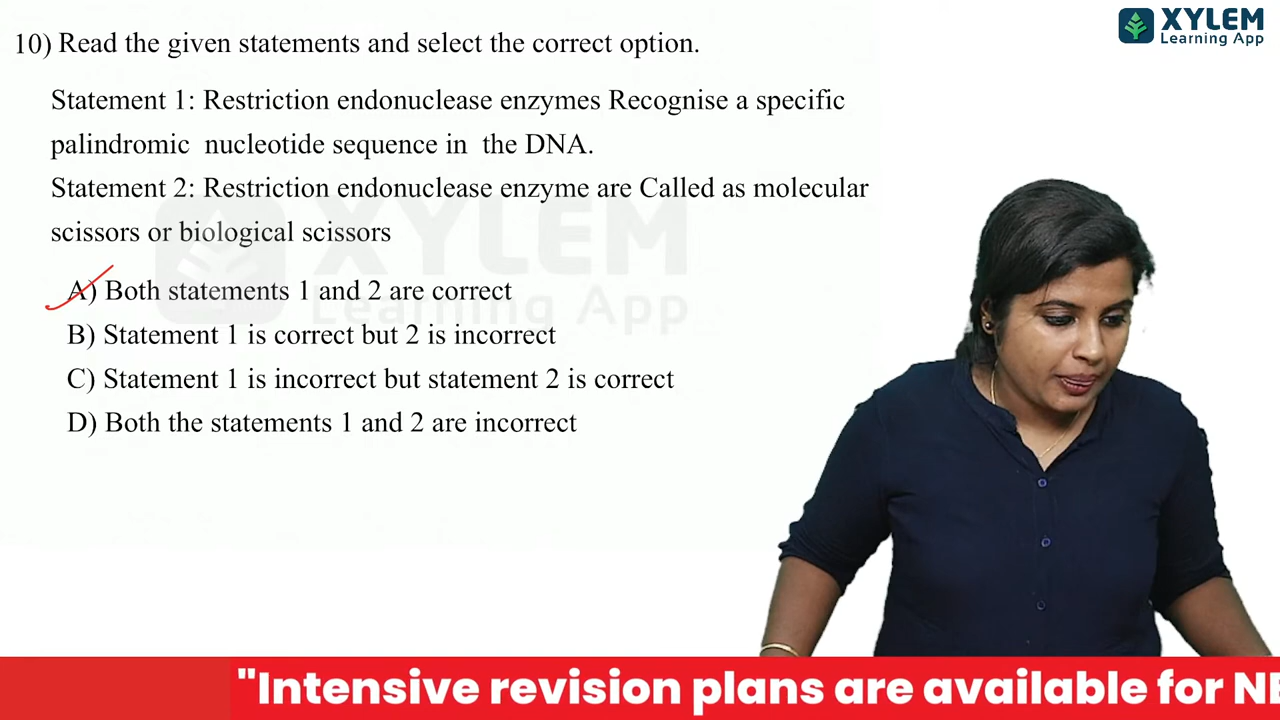 XYLEM
Learning App
10) Read the given statements and select the correct option.
Statement 1: Restriction endonuclease enzymes Recognise a specific
palindromic nucleotide sequence in the DNA.
Statement 2: Restriction endonuclease enzyme are Called as molecular
scissors or biological scissors
XYLEM
Learning App
A) Both statements 1 and 2 are correct
B) Statement 1 is correct but 2 is incorrect
C) Statement 1 is incorrect but statement 2 is correct
D) Both the statements 1 and 2 are incorrect
"Intensive revision plans are available for NE